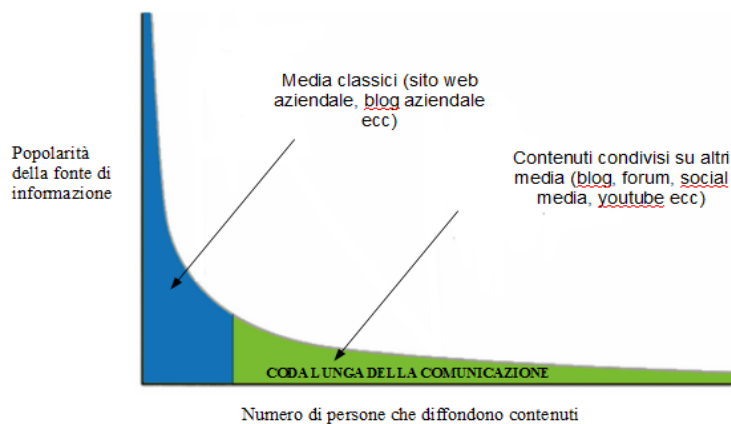 Media classici (sito web
aziendale, blog aziendale
ecc)
Popolarità
della fonte di
informazione
Contenuti condivisi su altri
media (blog, forum, social
media, youtube ecc)
CODA LUNGA DELLA COMUNICAZIONE
Numero di persone che diffondono contenuti